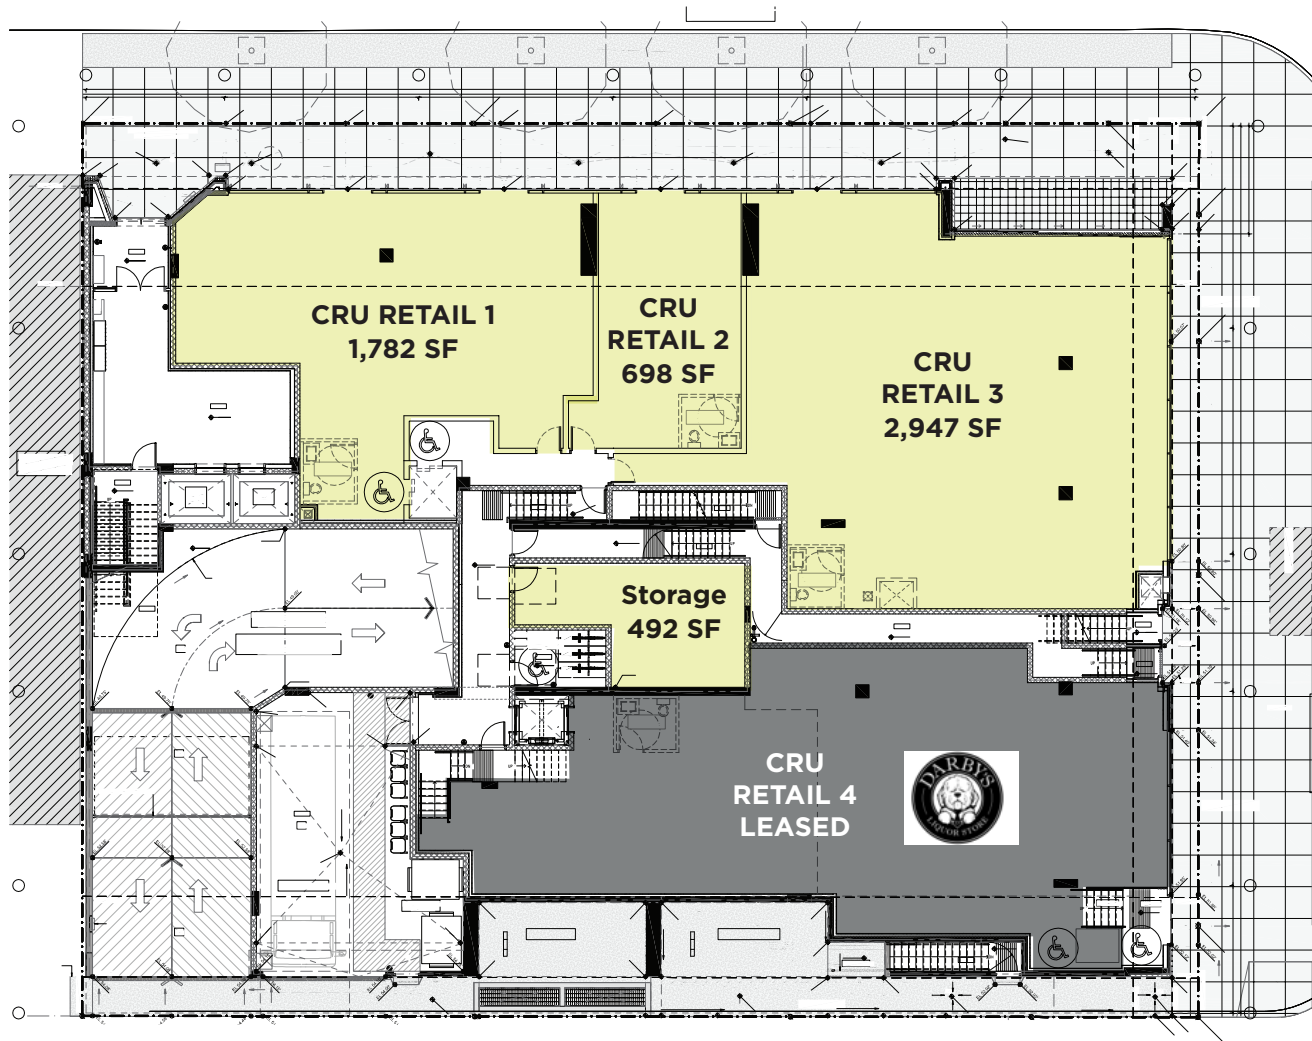 CRU RETAIL 1
1,782 SF
CRU
RETAIL 2
698 SF
CRU
RETAIL 3
2,947 SF
Storage
492 SF
CRU
RETAIL 4
LEASED
DARBY'S
LIQUOR STORE